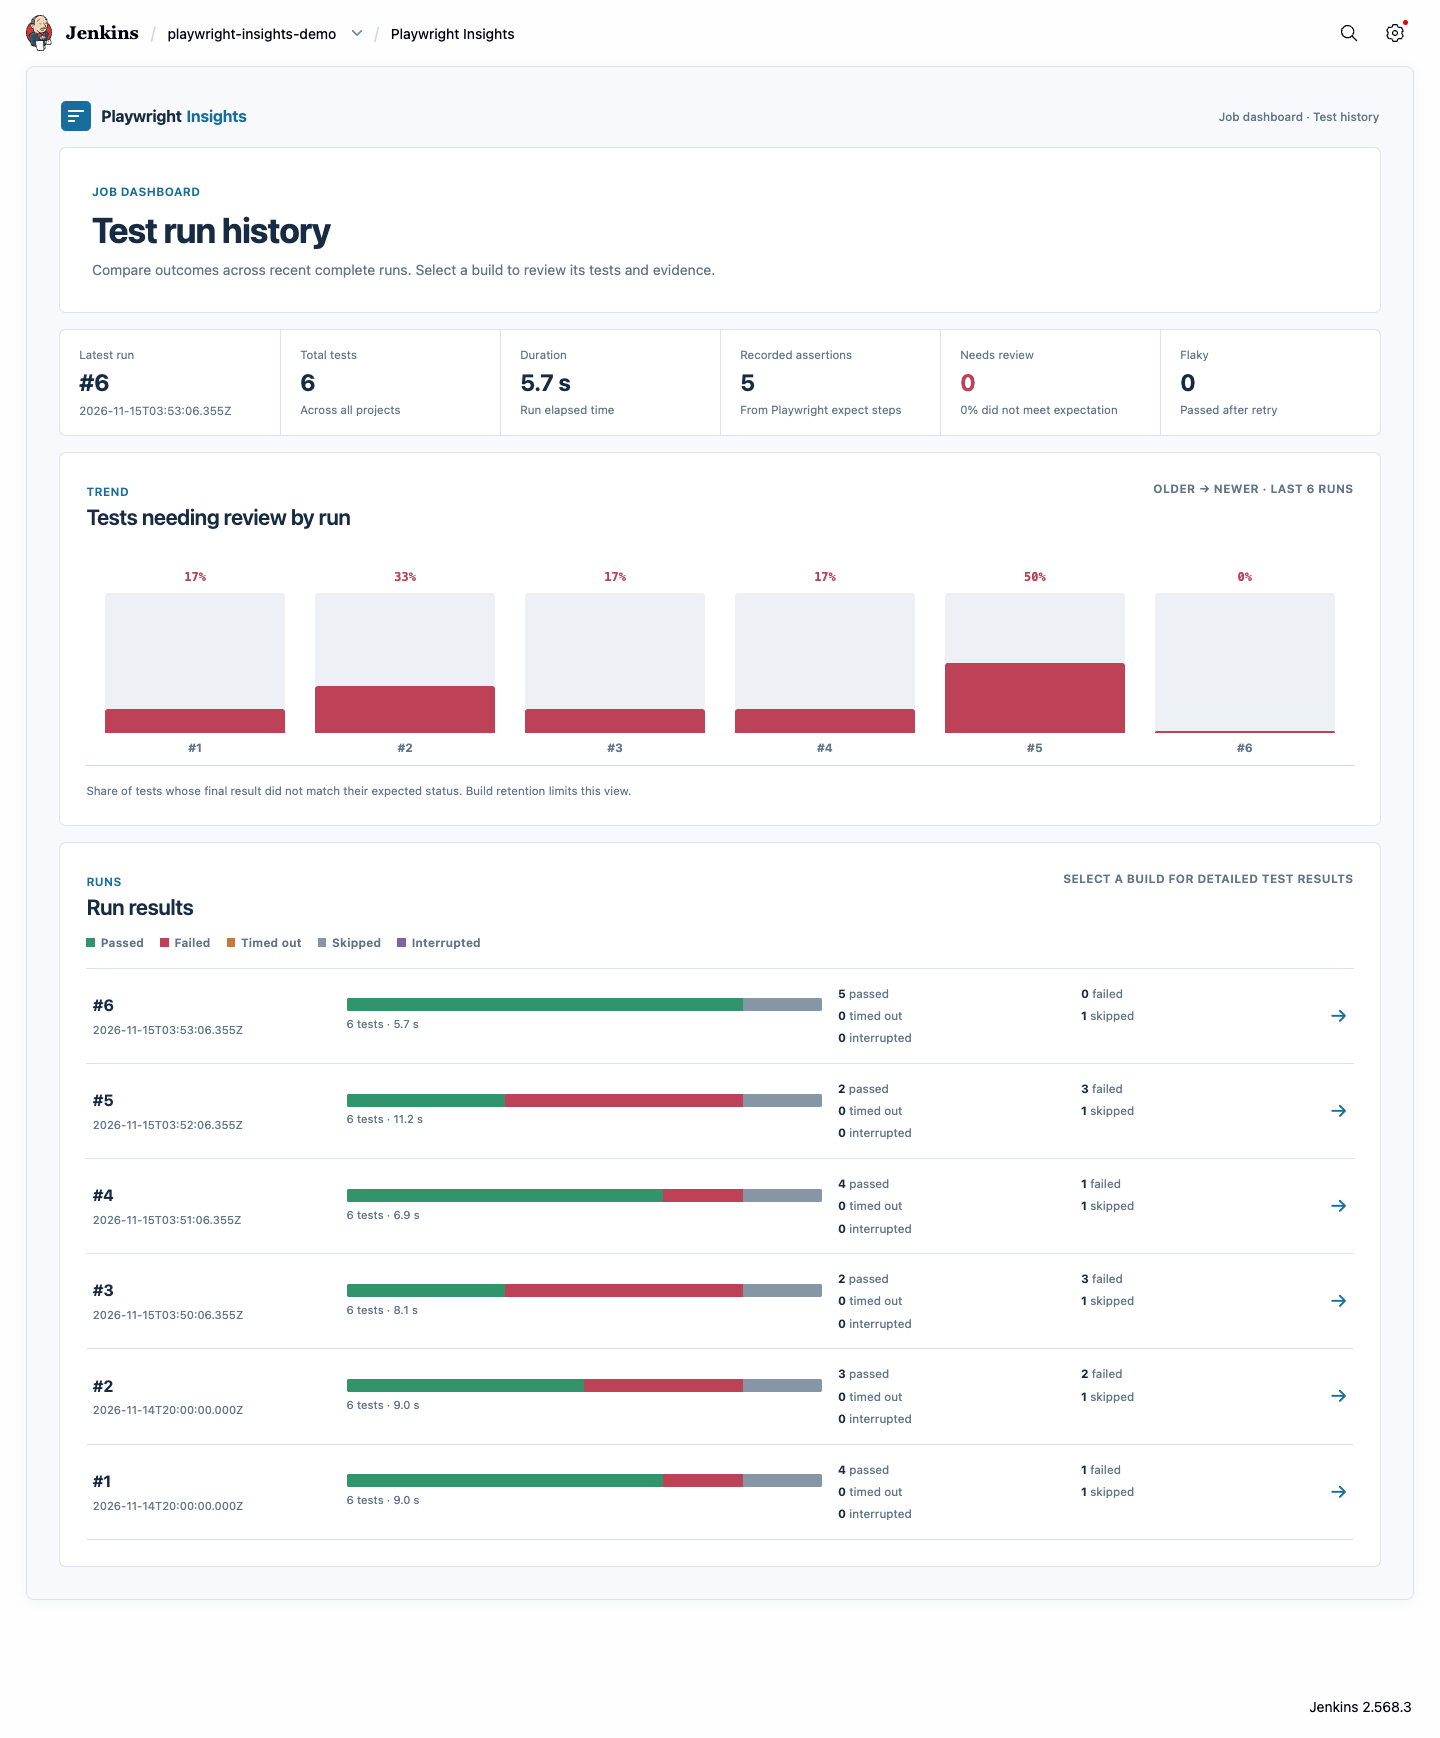 Jenkins / playwright-insights-demo / Playwright Insights
Playwright Insights
Job dashboard · Test history
JOB DASHBOARD
Test run history
Compare outcomes across recent complete runs. Select a build to review its tests and evidence.
Latest run
#6
2026-11-15T03:53:06.355Z
Total tests
6
Across all projects
Duration
5.7 s
Run elapsed time
Recorded assertions
5
From Playwright expect steps
Needs review
0
0% did not meet expectation
Flaky
0
Passed after retry
TREND
OLDER → NEWER · LAST 6 RUNS
Tests needing review by run
17% 33% 17% 17% 50% 0%
#1 #2 #3 #4 #5 #6
Share of tests whose final result did not match their expected status. Build retention limits this view.
RUNS
SELECT A BUILD FOR DETAILED TEST RESULTS
Run results
Passed Failed Timed out Skipped Interrupted
#6
2026-11-15T03:53:06.355Z
6 tests · 5.7 s
5 passed 0 failed
0 timed out 1 skipped
0 interrupted
→
#5
2026-11-15T03:52:06.355Z
6 tests · 11.2 s
2 passed 3 failed
0 timed out 1 skipped
0 interrupted
→
#4
2026-11-15T03:51:06.355Z
6 tests · 6.9 s
4 passed 1 failed
0 timed out 1 skipped
0 interrupted
→
#3
2026-11-15T03:50:06.355Z
6 tests · 8.1 s
2 passed 3 failed
0 timed out 1 skipped
0 interrupted
→
#2
2026-11-14T20:00:00.000Z
6 tests · 9.0 s
3 passed 2 failed
0 timed out 1 skipped
0 interrupted
→
#1
2026-11-14T20:00:00.000Z
6 tests · 9.0 s
4 passed 1 failed
0 timed out 1 skipped
0 interrupted
→
Jenkins 2.568.3